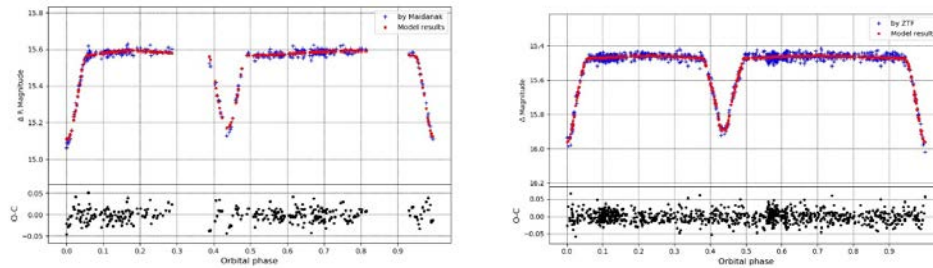 + by Maidanak
Model results
15.6
15.4
15.2
15.0
Δ R Magnitude
0.05
0.00
−0.05
O-C
0.0 0.1 0.2 0.3 0.4 0.5 0.6 0.7 0.8 0.9
Orbital phase
+ by ZTF
Model results
15.4
15.6
15.8
16.0
16.2
Δ Magnitude
0.05
0.00
−0.05
O-C
0.0 0.1 0.2 0.3 0.4 0.5 0.6 0.7 0.8 0.9
Orbital phase